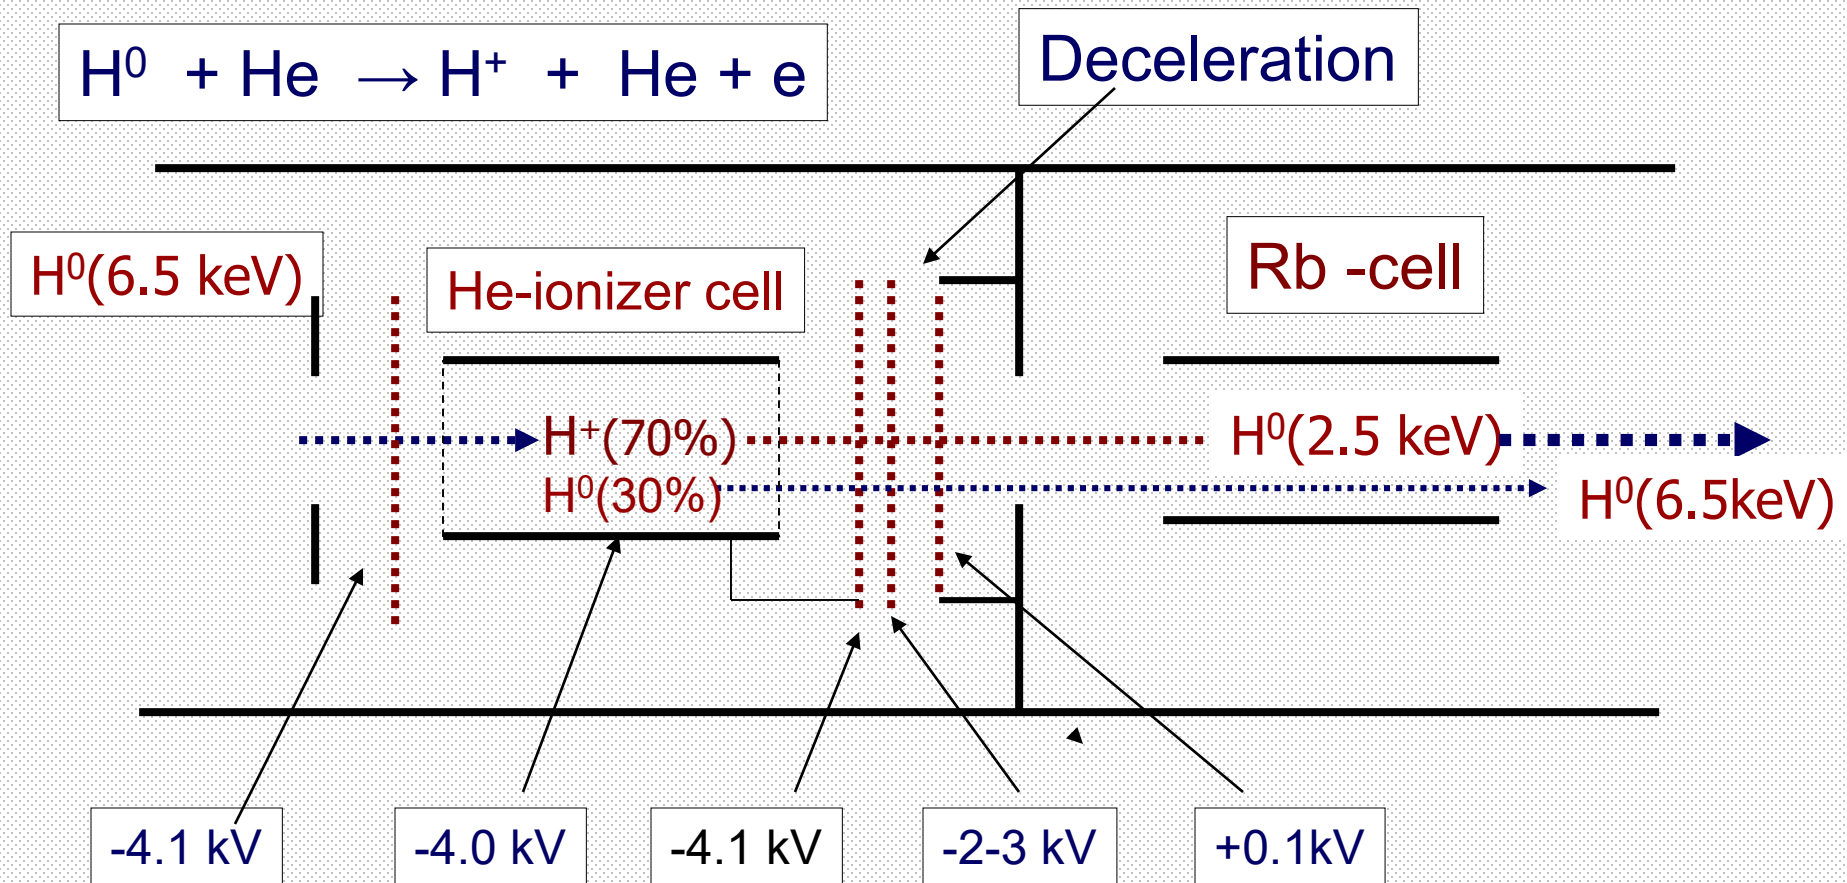 H⁰ + He → H⁺ + He + e
Deceleration
H⁰(6.5 keV)
He-ionizer cell
Rb -cell
H⁺(70%)
H⁰(2.5 keV)
H⁰(30%)
H⁰(6.5keV)
-4.1 kV
-4.0 kV
-4.1 kV
-2-3 kV
+0.1kV